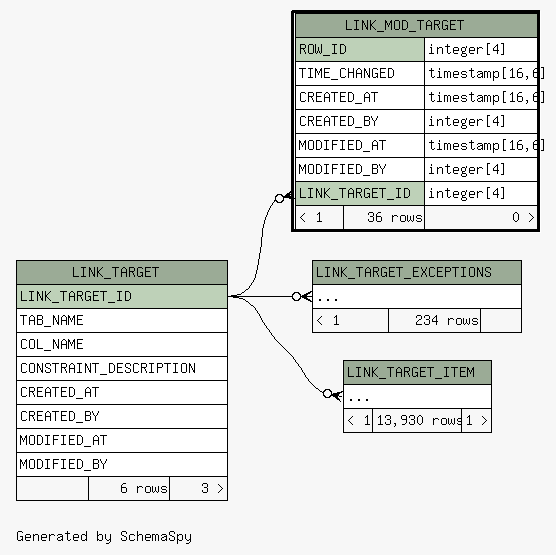 LINK_MOD_TARGET
ROW_ID integer[4]
TIME_CHANGED timestamp[16,6]
CREATED_AT timestamp[16,6]
CREATED_BY integer[4]
MODIFIED_AT timestamp[16,6]
MODIFIED_BY integer[4]
LINK_TARGET_ID integer[4]
< 1 36 rows 0 >
LINK_TARGET
LINK_TARGET_ID
TAB_NAME
COL_NAME
CONSTRAINT_DESCRIPTION
CREATED_AT
CREATED_BY
MODIFIED_AT
MODIFIED_BY
6 rows 3 >
LINK_TARGET_EXCEPTIONS
...
< 1 234 rows
LINK_TARGET_ITEM
...
< 1 13,930 rows 1 >
Generated by SchemaSpy